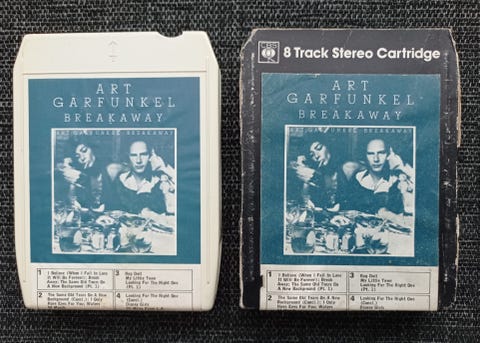 ART
GARFUNKEL
BREAKAWAY
ART GARFUNKEL BREAKAWAY
1 I Believe (When I Fall In Love
It Will Be Forever); Break
Away; The Same Old Tears On
A New Background (Pt. 1)
2 The Same Old Tears On A New
Background (Cont.); I Only
Have Eyes For You; Waters
3 Rag Doll
My Little Town
Looking For The Right One
(Pt. 1)
4 Looking For The Right One
(Cont.)
Disney Girls
CBS
8 Track Stereo Cartridge
ART
GARFUNKEL
BREAKAWAY
ART GARFUNKEL BREAKAWAY
1 I Believe (When I Fall In Love
It Will Be Forever); Break
Away; The Same Old Tears On
A New Background (Pt. 1)
2 The Same Old Tears On A New
Background (Cont.); I Only
Have Eyes For You; Waters
3 Rag Doll
My Little Town
Looking For The Right One
(Pt. 1)
4 Looking For The Right One
(Cont.)
Disney Girls